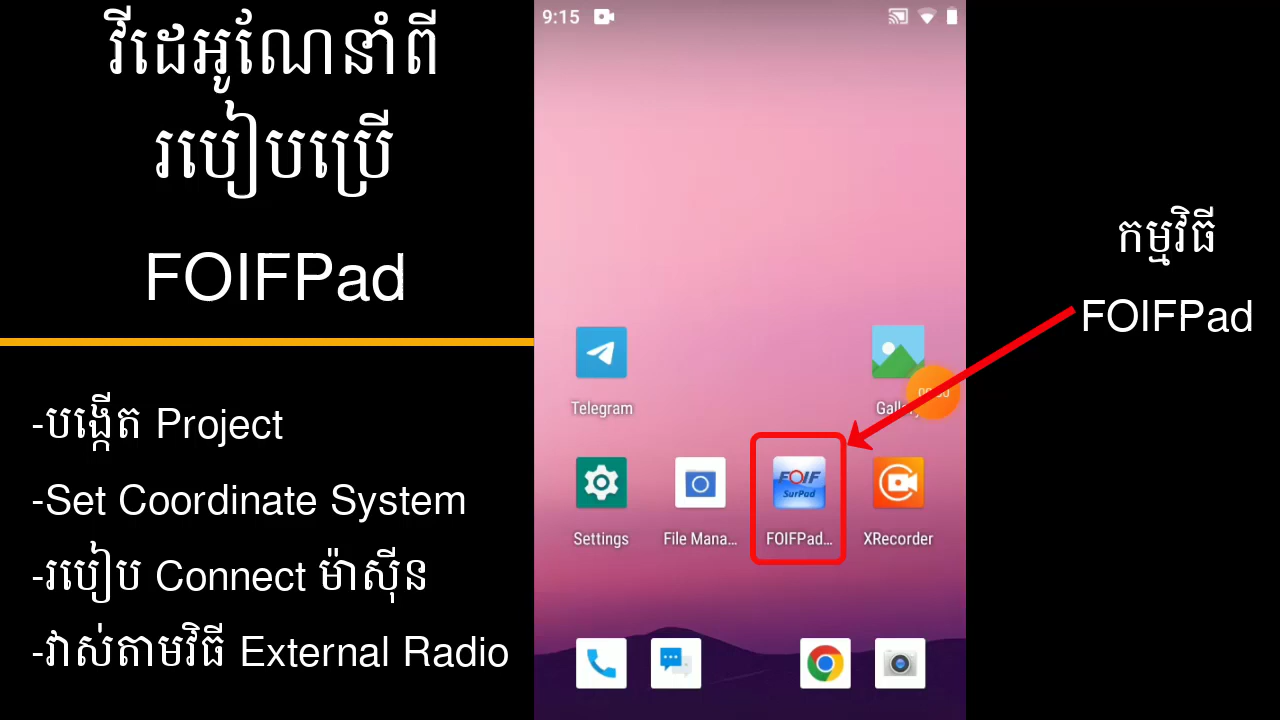 វីដេអូណែនាំពី
របៀបប្រើ
FOIFPad
-បង្កើត Project
-Set Coordinate System
-របៀប Connect ម៉ាស៊ីន
-វាស់តាមវិធី External Radio
9:15
Telegram
Gallery
Settings
File Mana...
FOIF
SurPad
FOIFPad...
XRecorder
កម្មវិធី
FOIFPad